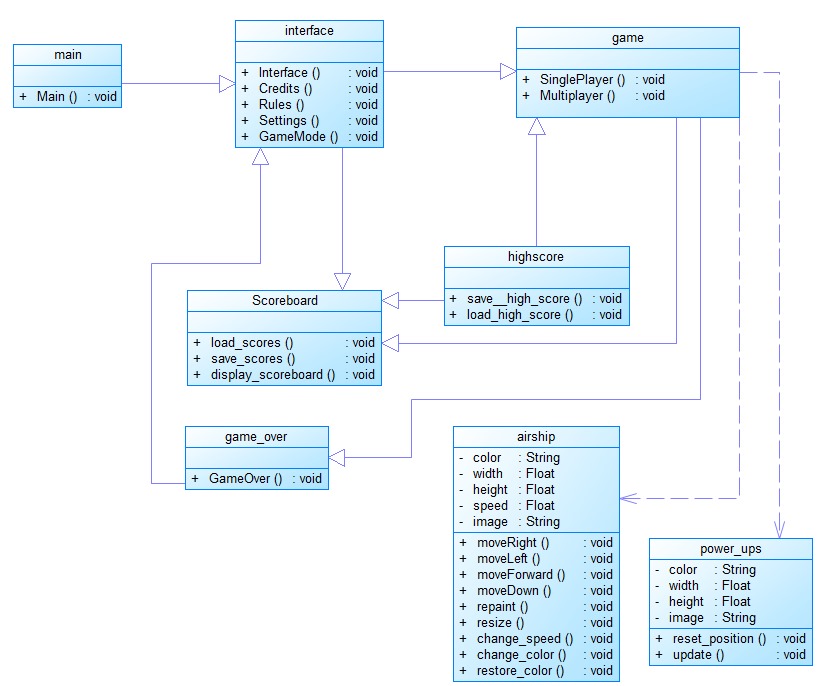 main
+ Main () : void
interface
+ Interface () : void
+ Credits () : void
+ Rules () : void
+ Settings () : void
+ GameMode () : void
game
+ SinglePlayer () : void
+ Multiplayer () : void
highscore
+ save__high_score () : void
+ load_high_score () : void
Scoreboard
+ load_scores () : void
+ save_scores () : void
+ display_scoreboard () : void
game_over
+ GameOver () : void
airship
- color : String
- width : Float
- height : Float
- speed : Float
- image : String
+ moveRight () : void
+ moveLeft () : void
+ moveForward () : void
+ moveDown () : void
+ repaint () : void
+ resize () : void
+ change_speed () : void
+ change_color () : void
+ restore_color () : void
power_ups
- color : String
- width : Float
- height : Float
- image : String
+ reset_position () : void
+ update () : void